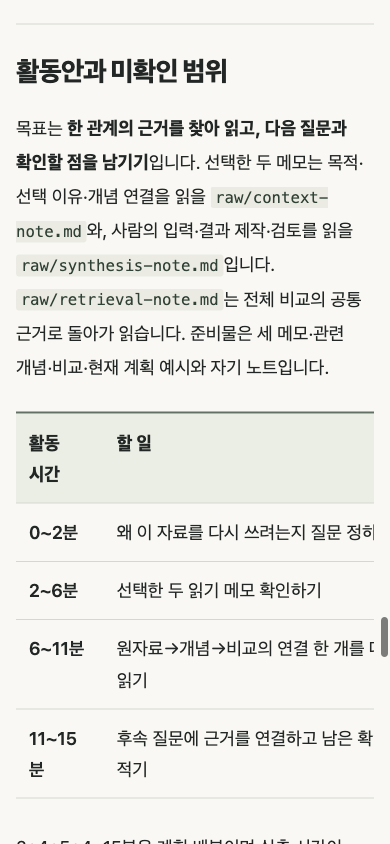 활동안과 미확인 범위
목표는 한 관계의 근거를 찾아 읽고, 다음 질문과
확인할 점을 남기기입니다. 선택한 두 메모는 목적·
선택 이유·개념 연결을 읽을 raw/context-
note.md와, 사람의 입력·결과 제작·검토를 읽을
raw/synthesis-note.md입니다.
raw/retrieval-note.md는 전체 비교의 공통
근거로 돌아가 읽습니다. 준비물은 세 메모·관련
개념·비교·현재 계획 예시와 자기 노트입니다.
활동 시간 할 일
0~2분 왜 이 자료를 다시 쓰려는지 질문
2~6분 선택한 두 읽기 메모 확인하기
6~11분 원자료→개념→비교의 연결 한 개를
읽기
11~15분 후속 질문에 근거를 연결하고 남은
적기